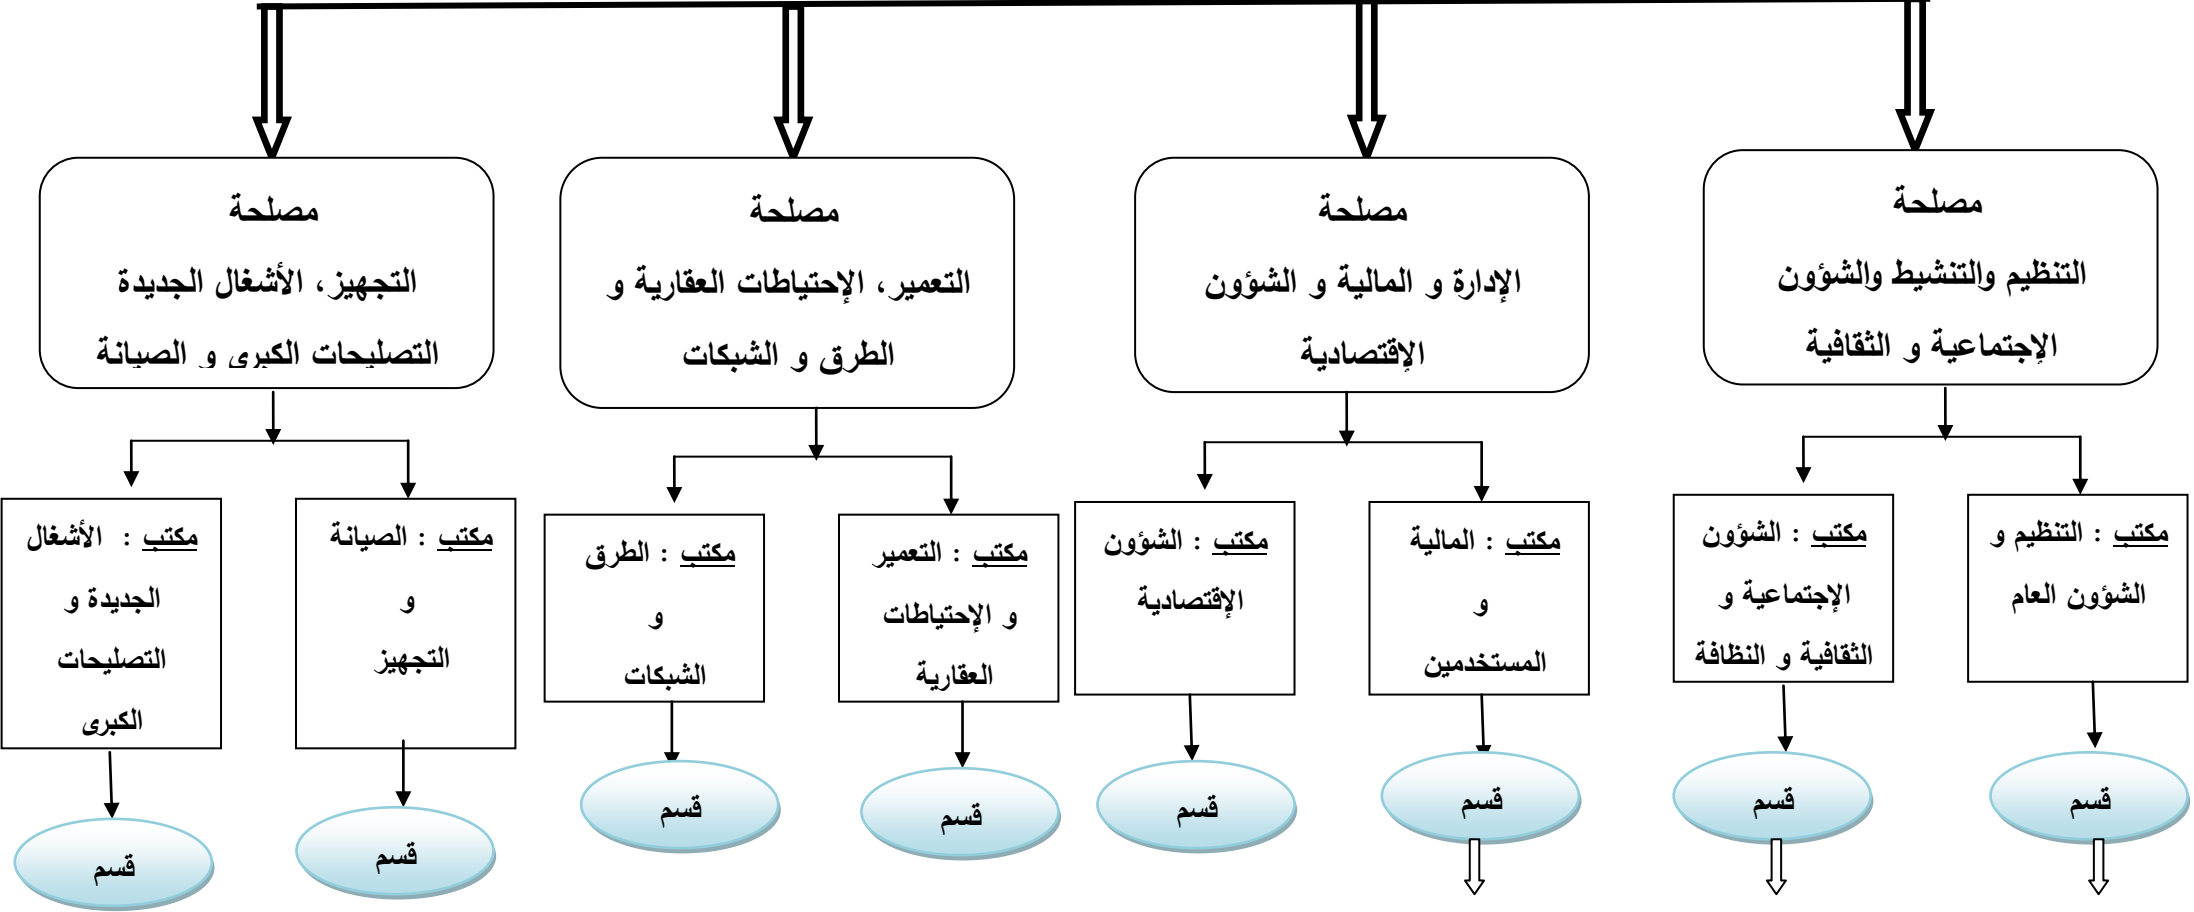 مصلحة
التنظيم والتنشيط والشؤون
الإجتماعية و الثقافية
مصلحة
الإدارة و المالية و الشؤون
الإقتصادية
مصلحة
التعمير، الإحتياطات العقارية و
الطرق و الشبكات
مصلحة
التجهيز، الأشغال الجديدة
التصليحات الكبرى و الصيانة
مكتب : التنظيم و
الشؤون العام
مكتب : الشؤون
الإجتماعية و
الثقافية و النظافة
مكتب : المالية
و
المستخدمين
مكتب : الشؤون
الإقتصادية
مكتب : التعمير
و الإحتياطات
العقارية
مكتب : الطرق
و
الشبكات
مكتب : الصيانة
و
التجهيز
مكتب : الأشغال
الجديدة و
التصليحات
الكبرى
قسم
قسم
قسم
قسم
قسم
قسم
قسم
قسم